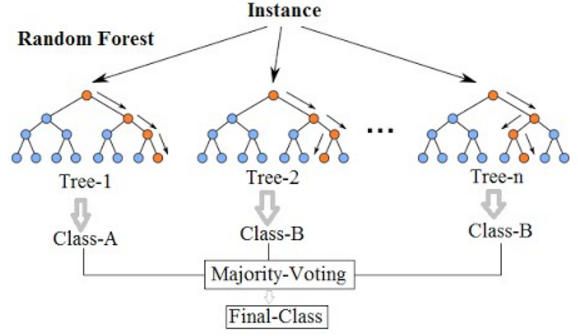 Instance
Random Forest
...
Tree-1
Tree-2
Tree-n
Class-A
Class-B
Class-B
Majority-Voting
Final-Class